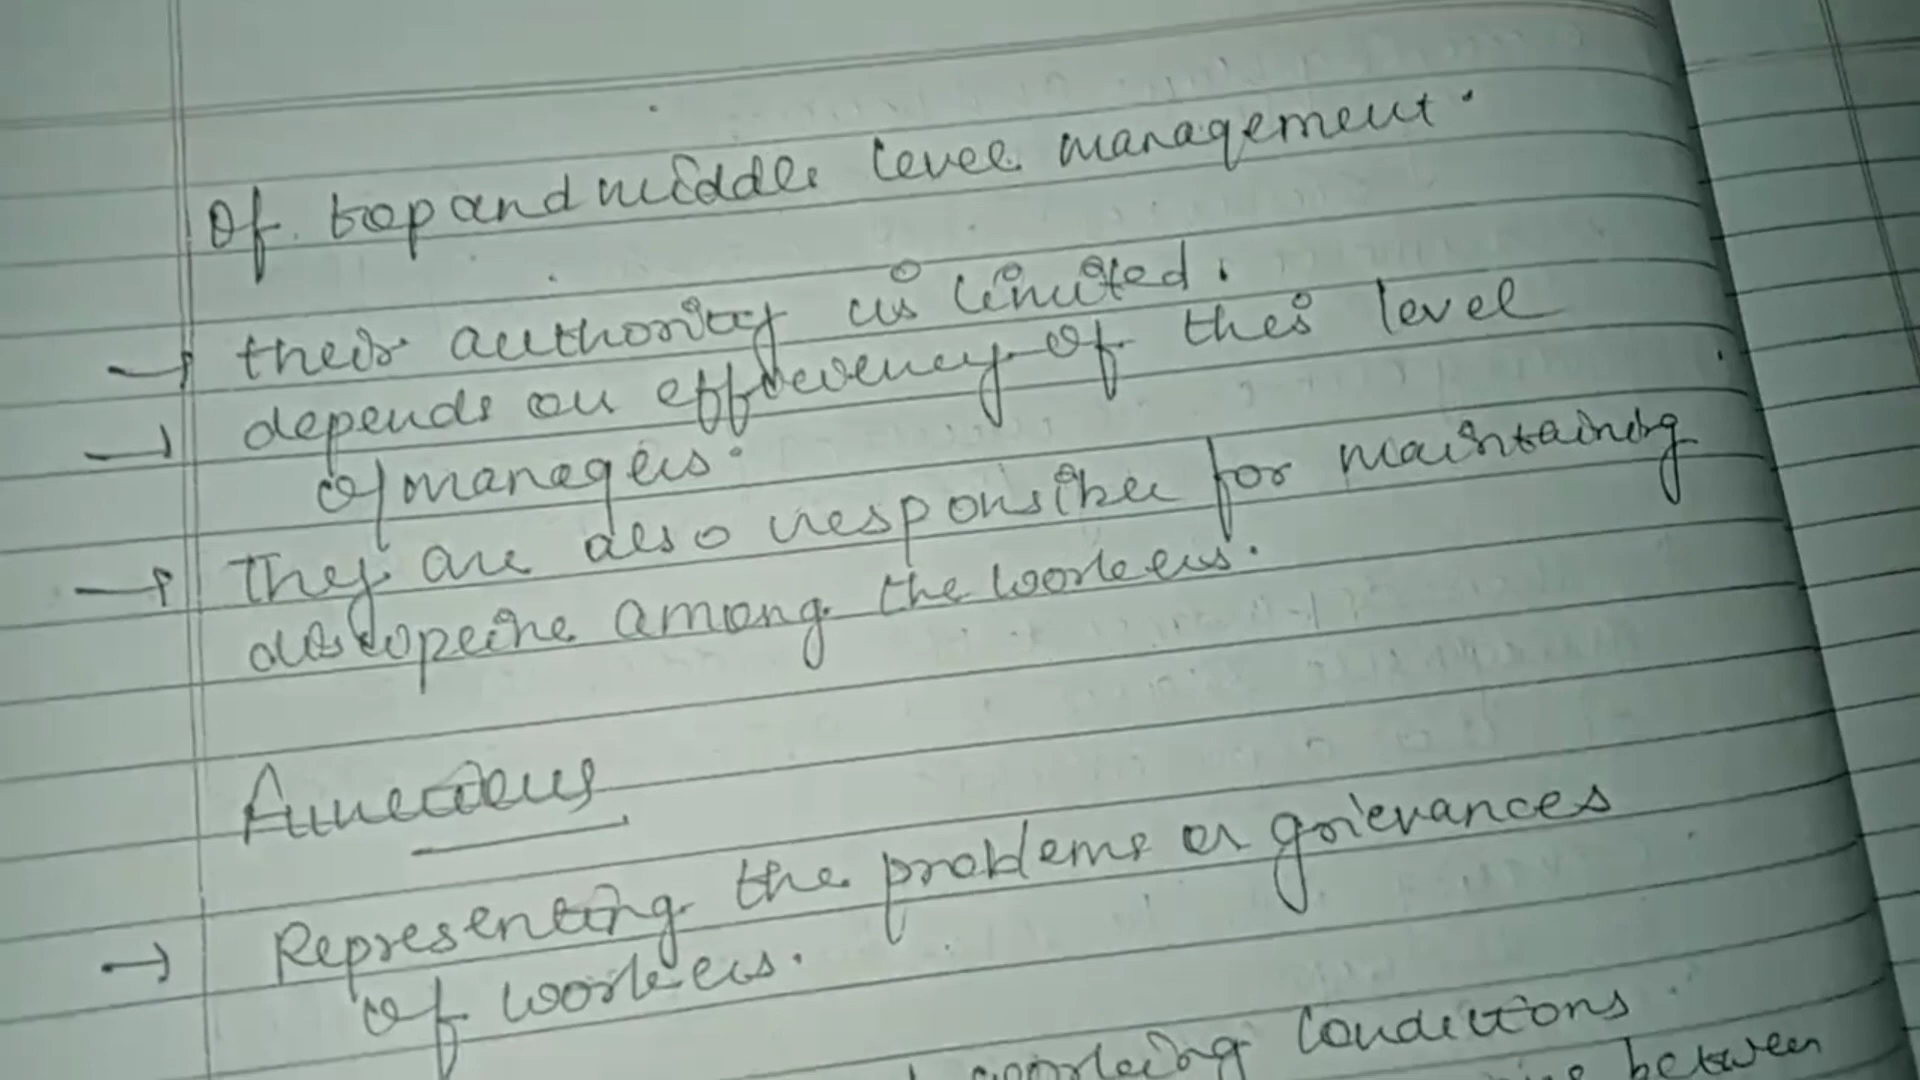 Of top and middle level management.
→ their authority is limited.
→ depends on efficiency of this level
of managers.
→ They are also responsible for maintaining
discipeine among the workers.
Functions
→ Representing the problems or grievances
of workers.
working conditions
between